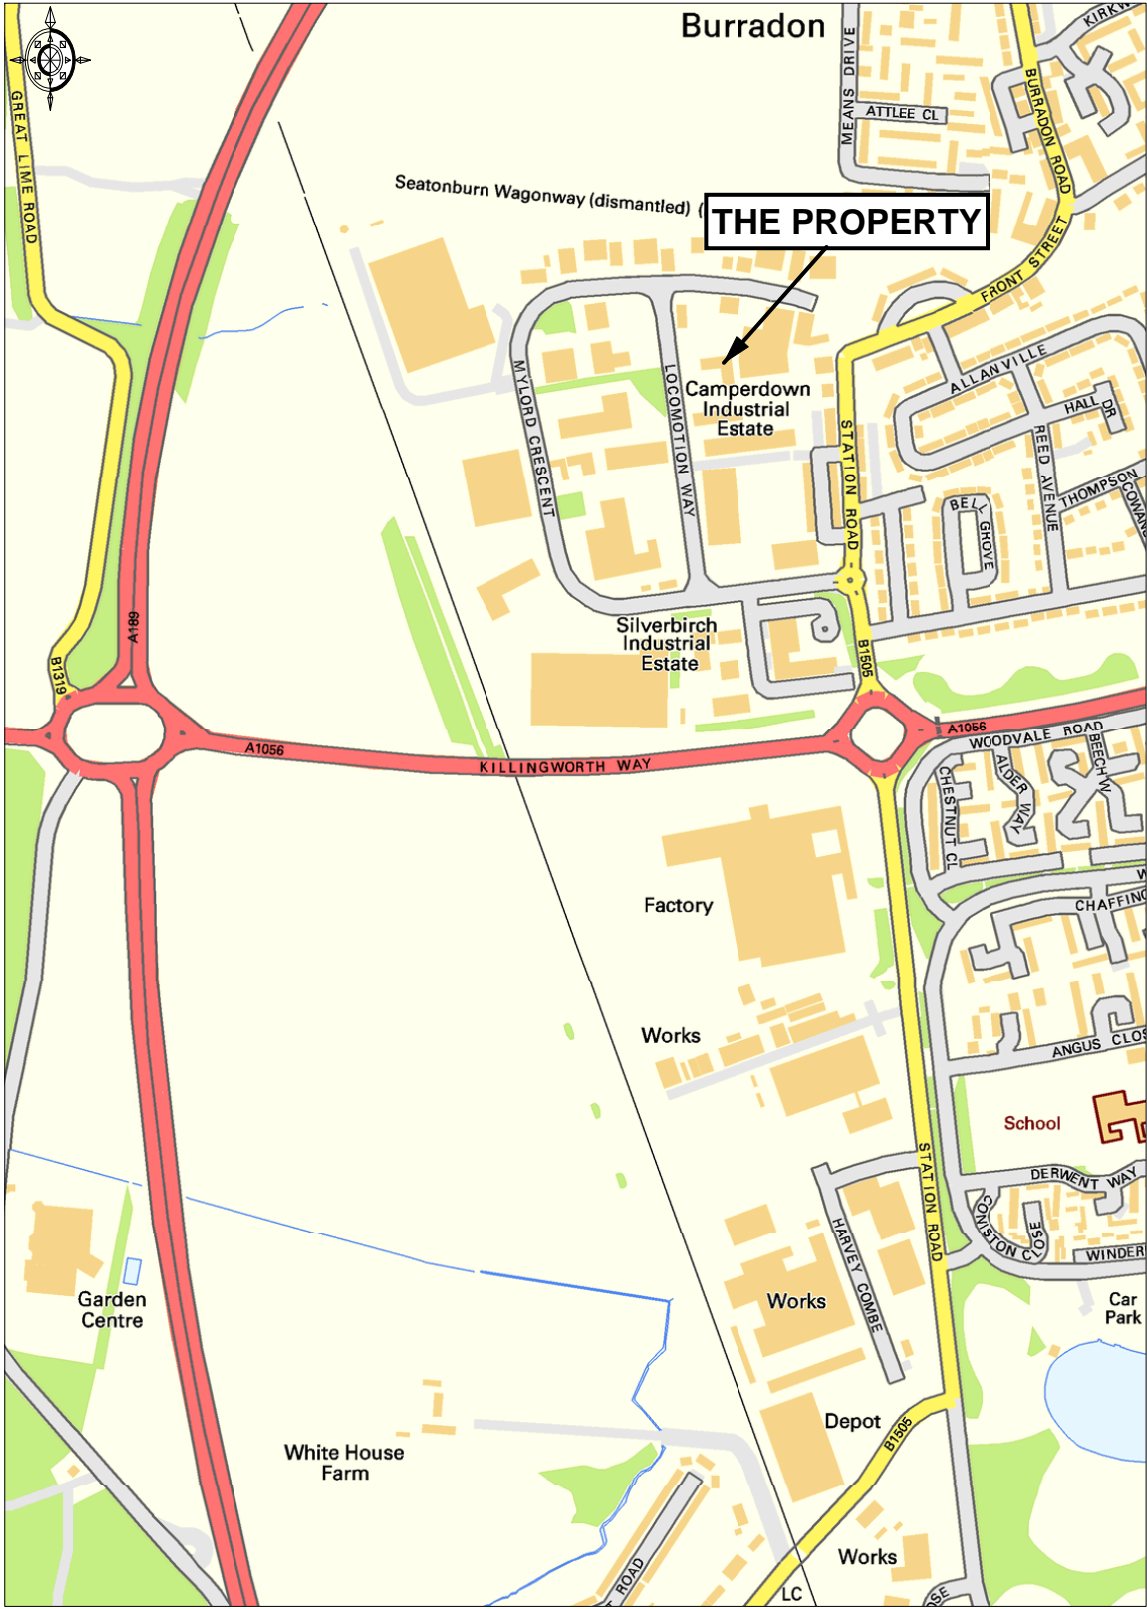 Burradon
KIRKW
MEANS DRIVE
ATTLEE CL
BURRADON ROAD
GREAT LIME ROAD
Seatonburn Wagonway (dismantled) (
THE PROPERTY
FRONT STREET
ALLANVILLE
MYLORD CRESCENT
LOCOMOTION WAY
Camperdown
Industrial
Estate
HALL DR
STATION ROAD
REED AVENUE
THOMPSON
COWAN
BELL GROVE
A189
Silverbirch
Industrial
Estate
B1319
B1505
A1056
KILLINGWORTH WAY
A1056
WOODVALE ROAD
BEECH W
ALDER WAY
CHESTNUT CL
W
CHAFFINC
Factory
Works
ANGUS CLOS
School
STATION ROAD
DERWENT WAY
CONISTON CLOSE
WINDER
HARVEY COMBE
Garden
Centre
Works
Car
Park
Depot
B1505
White House
Farm
Works
T ROAD
LC
OSE